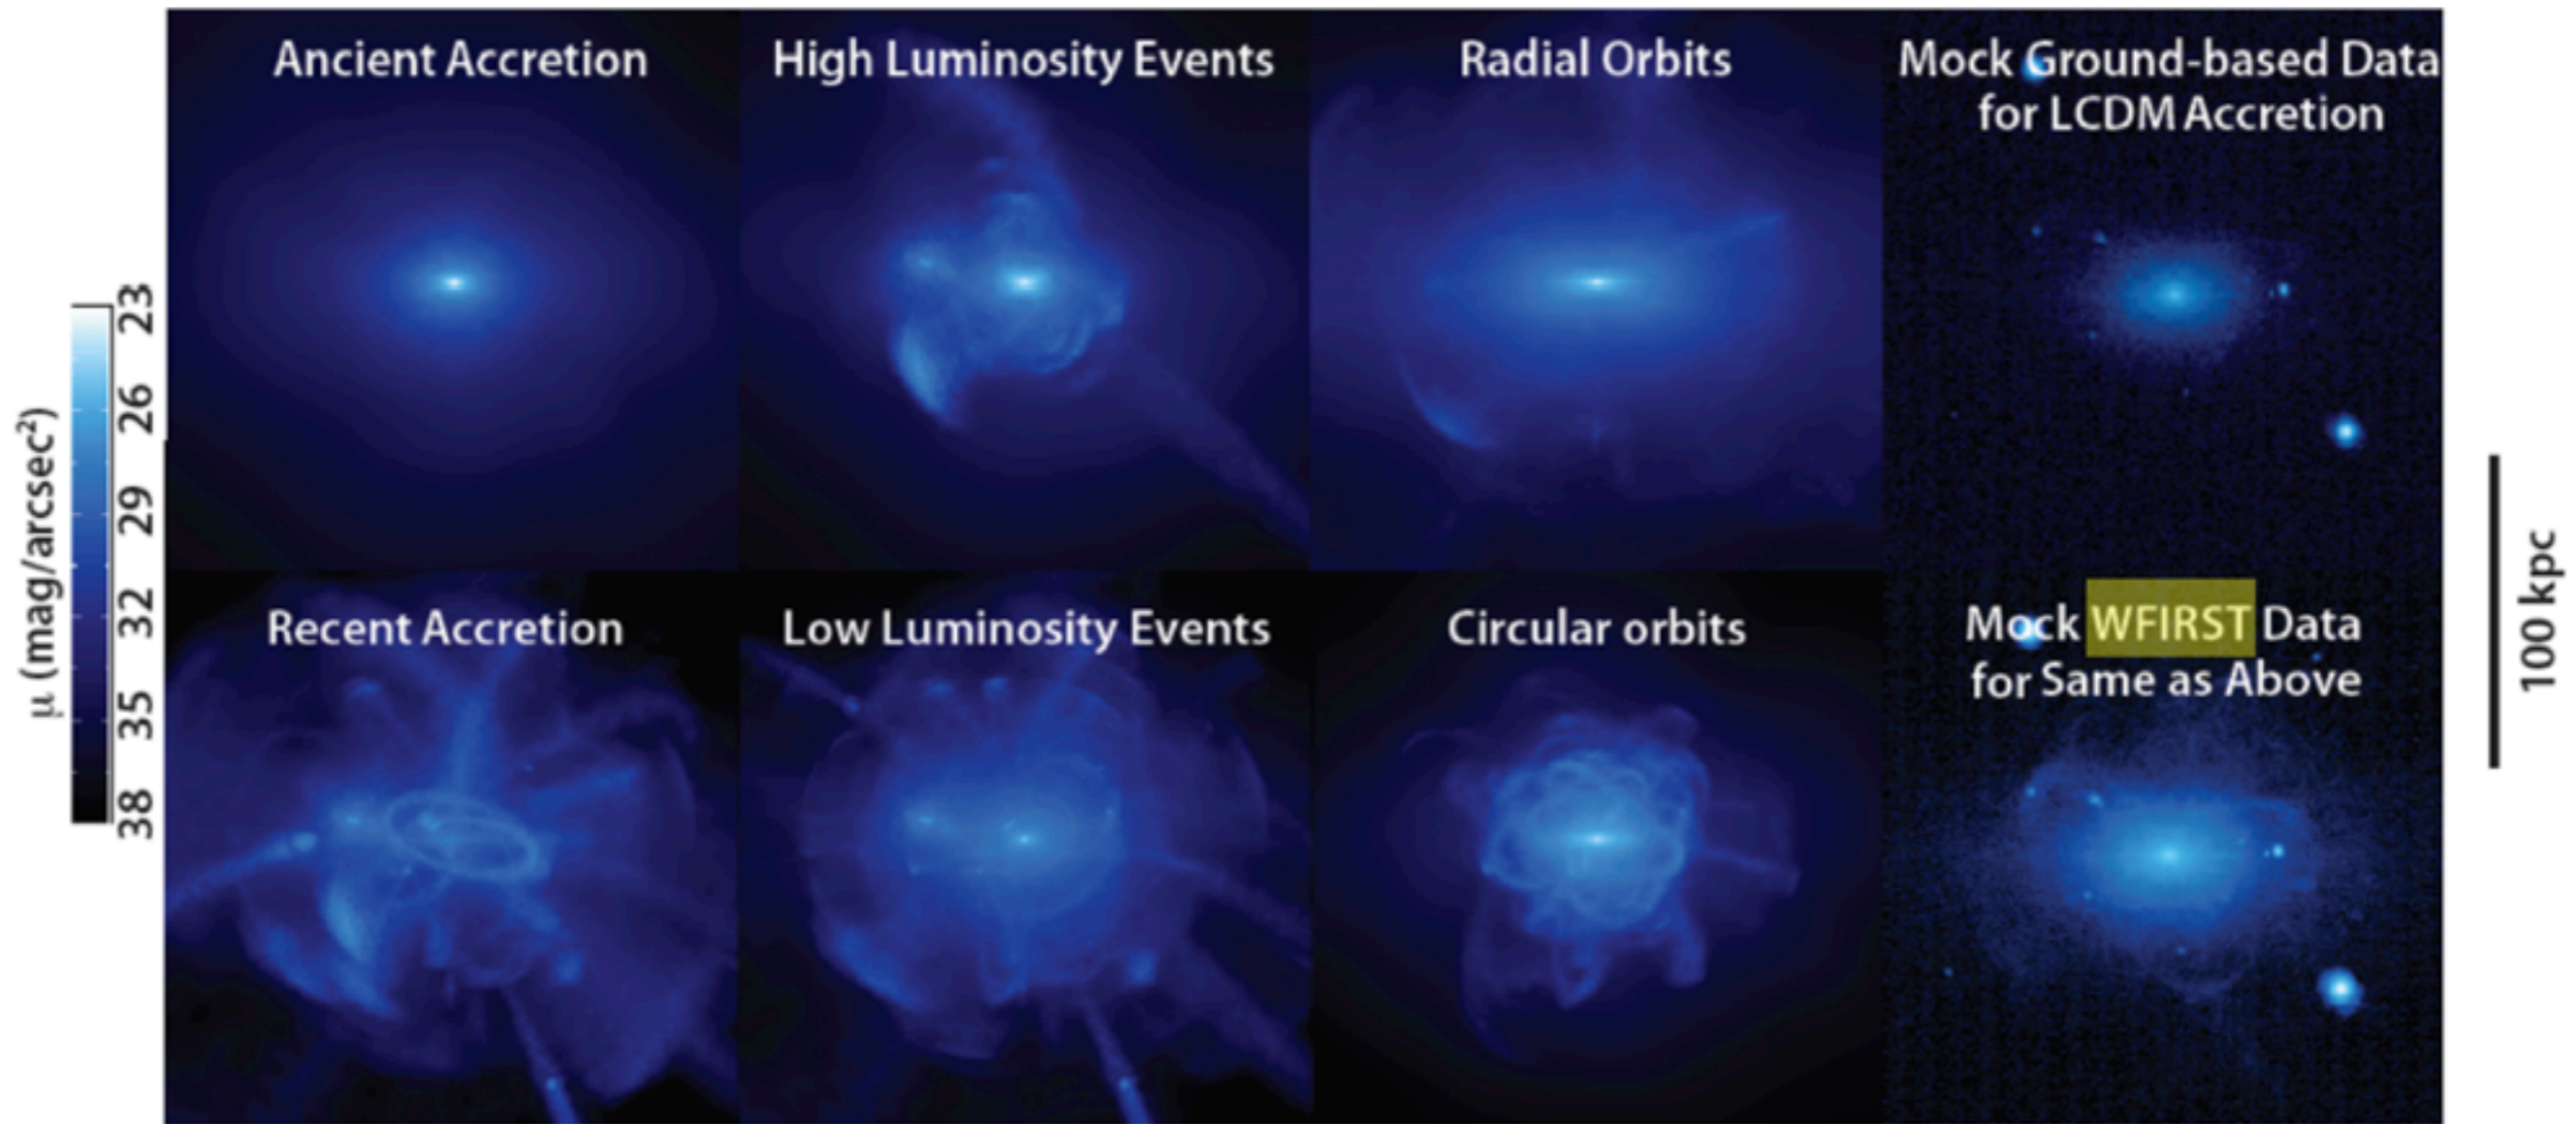 Ancient Accretion
High Luminosity Events
Radial Orbits
Mock Ground-based Data
for LCDM Accretion
Recent Accretion
Low Luminosity Events
Circular orbits
Mock WFIRST Data
for Same as Above
μ (mag/arcsec²)
23
26
29
32
35
38
100 kpc